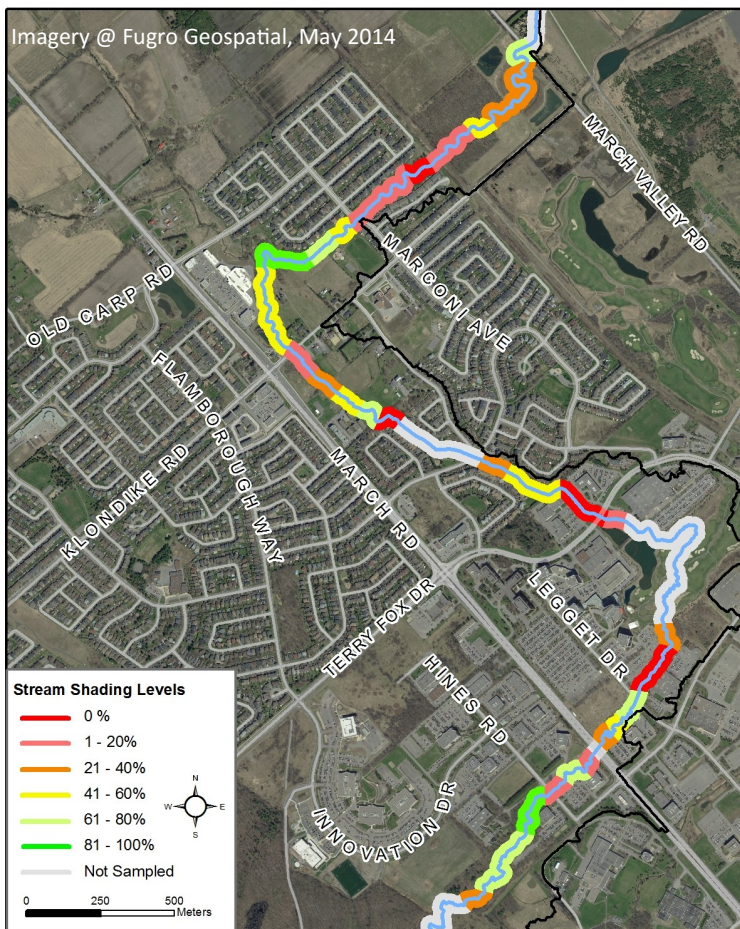 Imagery @ Fugro Geospatial, May 2014
MARCH VALLEY RD
MARCONI AVE
OLD CARP RD
FLAMBOROUGH WAY
KLONDIKE RD
MARCH RD
TERRY FOX DR
LEGGET DR
HINES RD
INNOVATION DR
Stream Shading Levels
0 %
1 - 20%
21 - 40%
41 - 60%
61 - 80%
81 - 100%
Not Sampled
N
W E
S
0 250 500
Meters